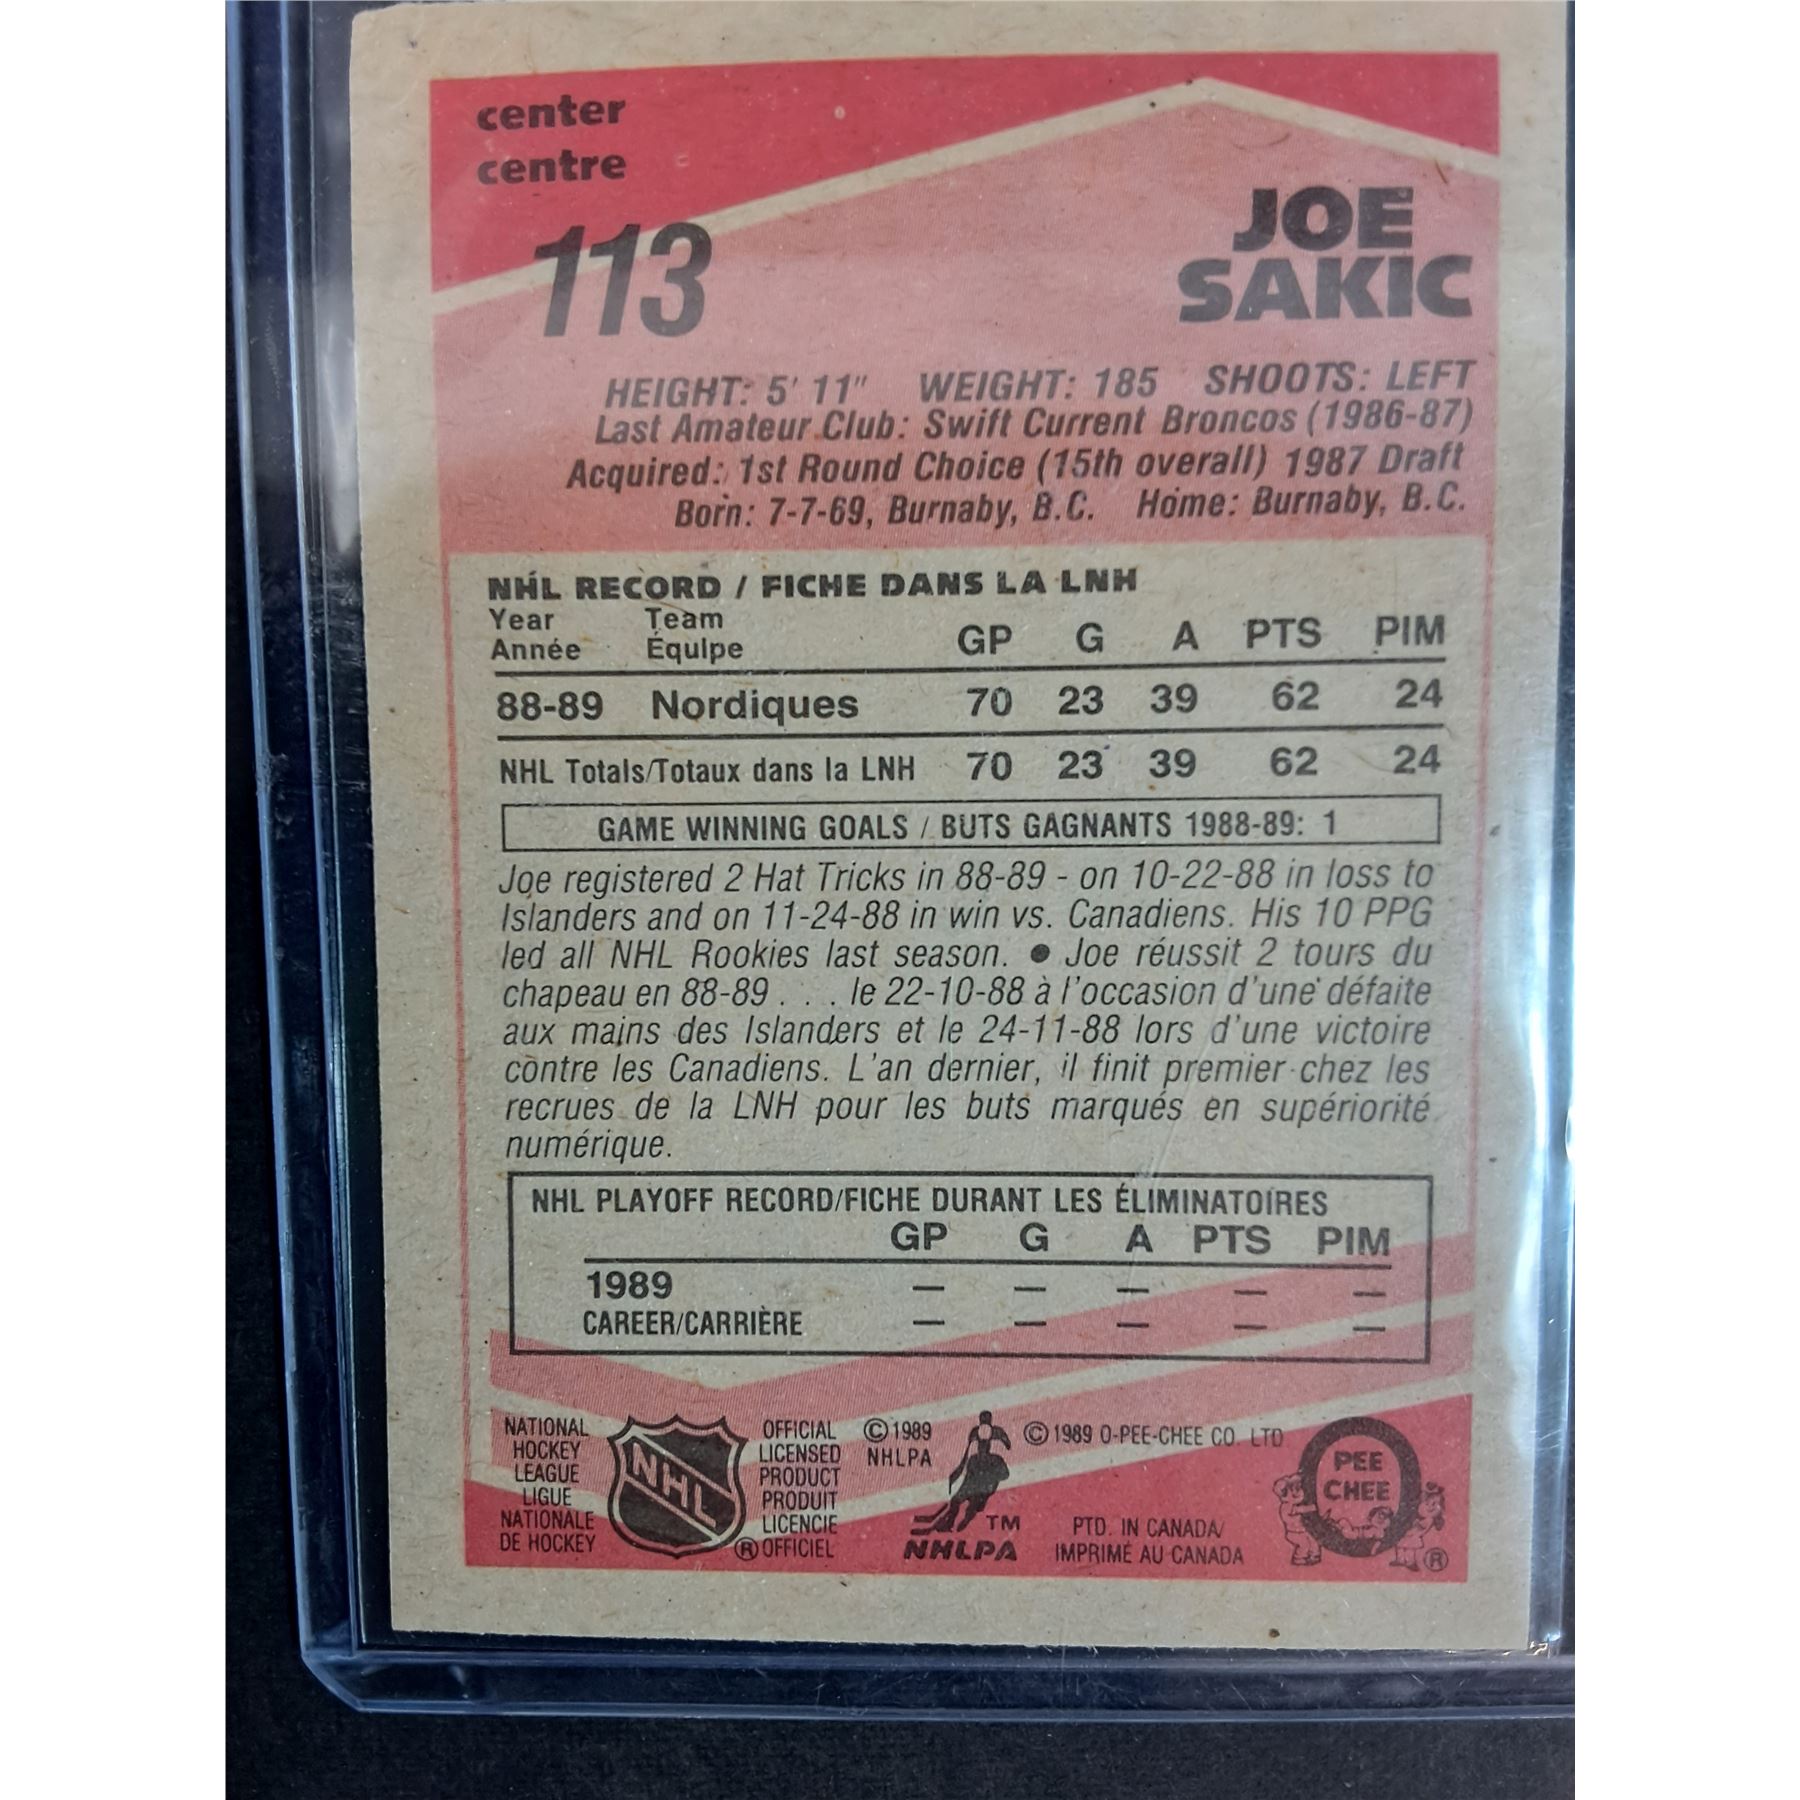 center
centre
113
JOE
SAKIC
HEIGHT: 5' 11" WEIGHT: 185 SHOOTS: LEFT
Last Amateur Club: Swift Current Broncos (1986-87)
Acquired: 1st Round Choice (15th overall) 1987 Draft
Born: 7-7-69, Burnaby, B.C. Home: Burnaby, B.C.
NHL RECORD / FICHE DANS LA LNH
Year Team
Année Équipe GP G A PTS PIM
88-89 Nordiques 70 23 39 62 24
NHL Totals/Totaux dans la LNH 70 23 39 62 24
GAME WINNING GOALS / BUTS GAGNANTS 1988-89: 1
Joe registered 2 Hat Tricks in 88-89 - on 10-22-88 in loss to
Islanders and on 11-24-88 in win vs. Canadiens. His 10 PPG
led all NHL Rookies last season. ● Joe réussit 2 tours du
chapeau en 88-89 . . . le 22-10-88 à l'occasion d'une défaite
aux mains des Islanders et le 24-11-88 lors d'une victoire
contre les Canadiens. L'an dernier, il finit premier chez les
recrues de la LNH pour les buts marqués en supériorité
numérique.
NHL PLAYOFF RECORD/FICHE DURANT LES ÉLIMINATOIRES
GP G A PTS PIM
1989 — — — — —
CAREER/CARRIÈRE — — — — —
NATIONAL
HOCKEY
LEAGUE
LIGUE
NATIONALE
DE HOCKEY
NHL
OFFICIAL
LICENSED
PRODUCT
PRODUIT
LICENCIE
® OFFICIEL
©1989
NHLPA
TM
NHLPA
©1989 O-PEE-CHEE CO. LTD
PTD. IN CANADA/
IMPRIMÉ AU CANADA
PEE
CHEE
®